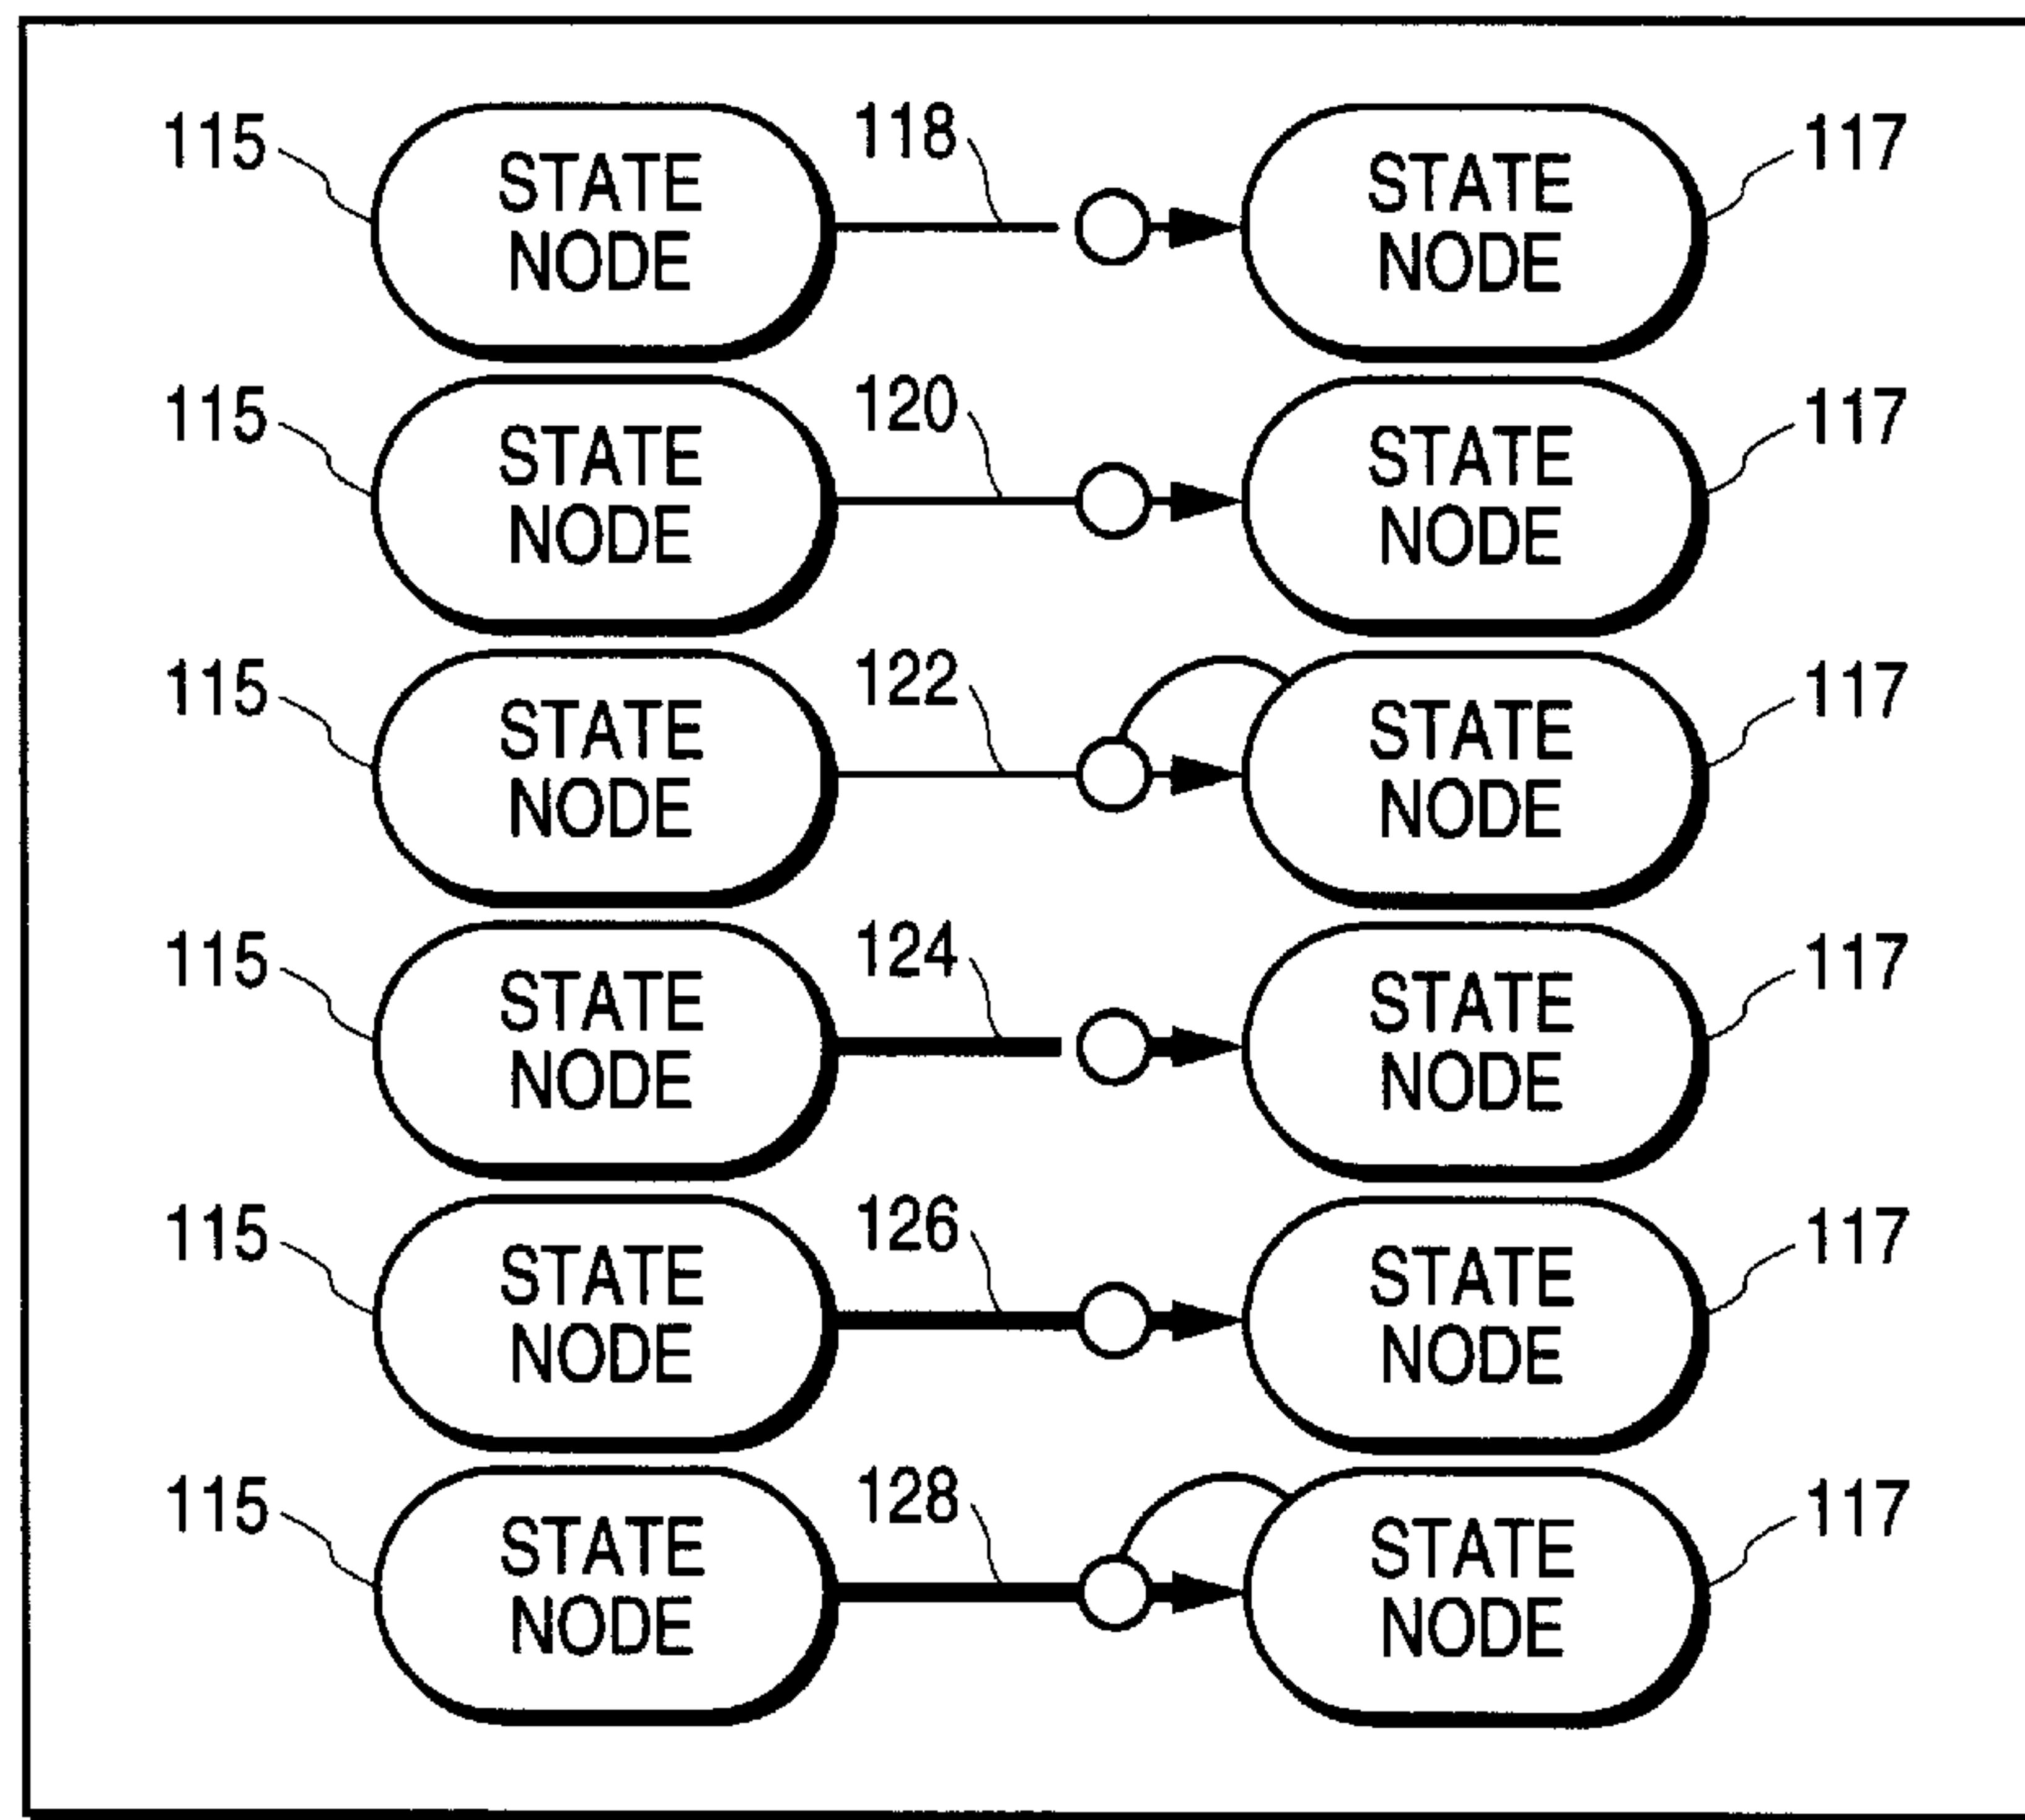 115 STATE NODE 118 STATE NODE 117
115 STATE NODE 120 STATE NODE 117
115 STATE NODE 122 STATE NODE 117
115 STATE NODE 124 STATE NODE 117
115 STATE NODE 126 STATE NODE 117
115 STATE NODE 128 STATE NODE 117